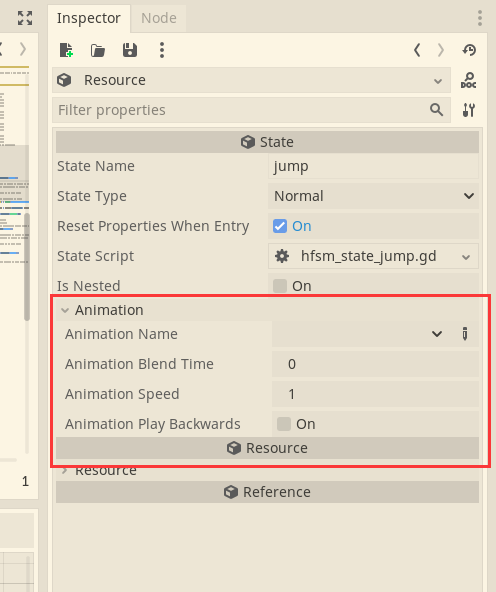 Inspector Node
Resource
DOC
Filter properties
State
State Name jump
State Type Normal
Reset Properties When Entry On
State Script hfsm_state_jump.gd
Is Nested On
Animation
Animation Name
Animation Blend Time 0
Animation Speed 1
Animation Play Backwards On
Resource
Resource
1
Reference